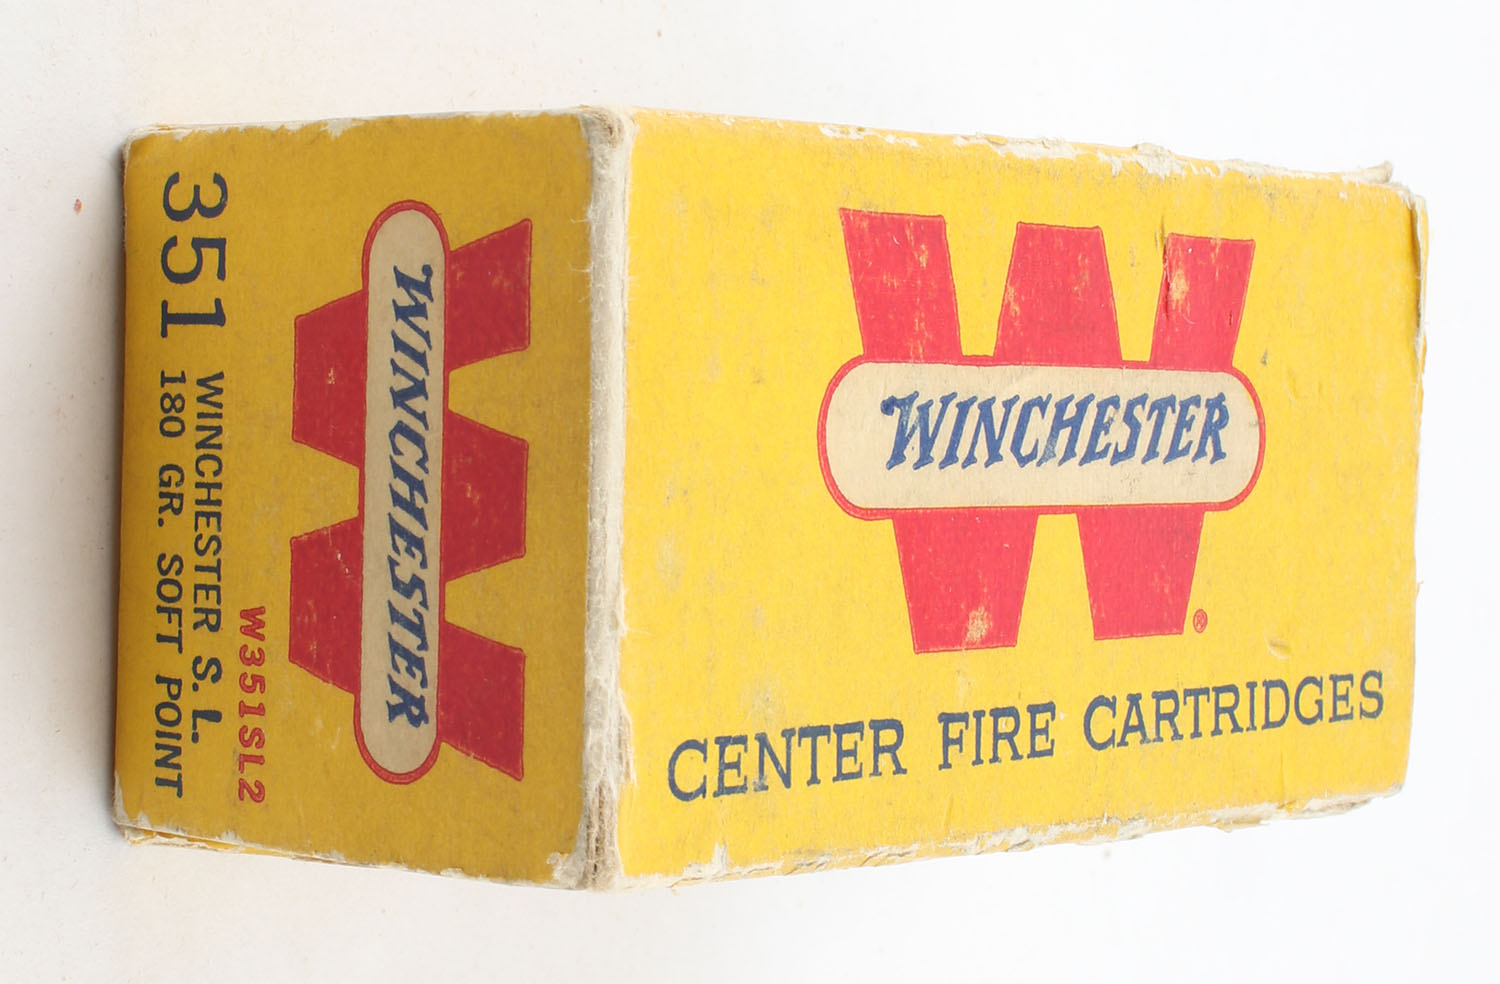 WINCHESTER
®
CENTER FIRE CARTRIDGES
WINCHESTER
W351SL2
351 WINCHESTER S. L.
180 GR. SOFT POINT